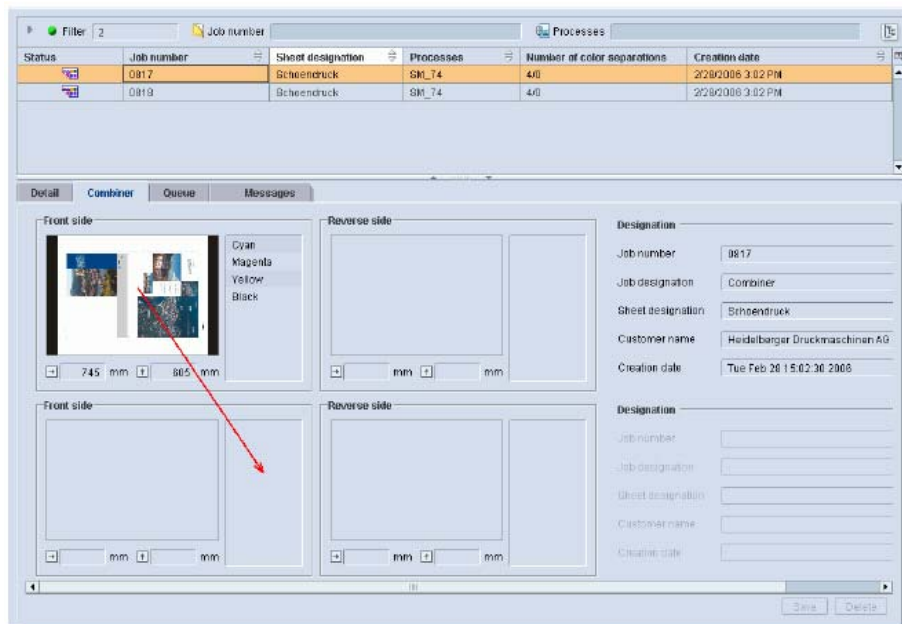 Filter 2 Job number Processes
Status Job number Sheet designation Processes Number of color separations Creation date
0817 Schoendruck SM_74 4/0 2/28/2006 3:02 PM
0819 Schoendruck SM_74 4/0 2/28/2006 3:02 PM
Detail Combiner Queue Messages
Front side
Cyan
Magenta
Yellow
Black
745 mm 605 mm
Reverse side
mm mm
Designation
Job number 0817
Job designation Combiner
Sheet designation Schoendruck
Customer name Heidelberger Druckmaschinen AG
Creation date Tue Feb 28 15:02:30 2006
Front side
mm mm
Reverse side
mm mm
Designation
Job number
Job designation
Sheet designation
Customer name
Creation date
Save Delete